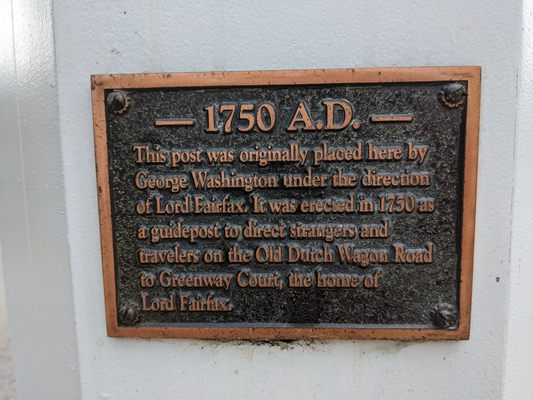 — 1750 A.D. —
This post was originally placed here by
George Washington under the direction
of Lord Fairfax. It was erected in 1750 as
a guidepost to direct strangers and
travelers on the Old Dutch Wagon Road
to Greenway Court, the home of
Lord Fairfax.